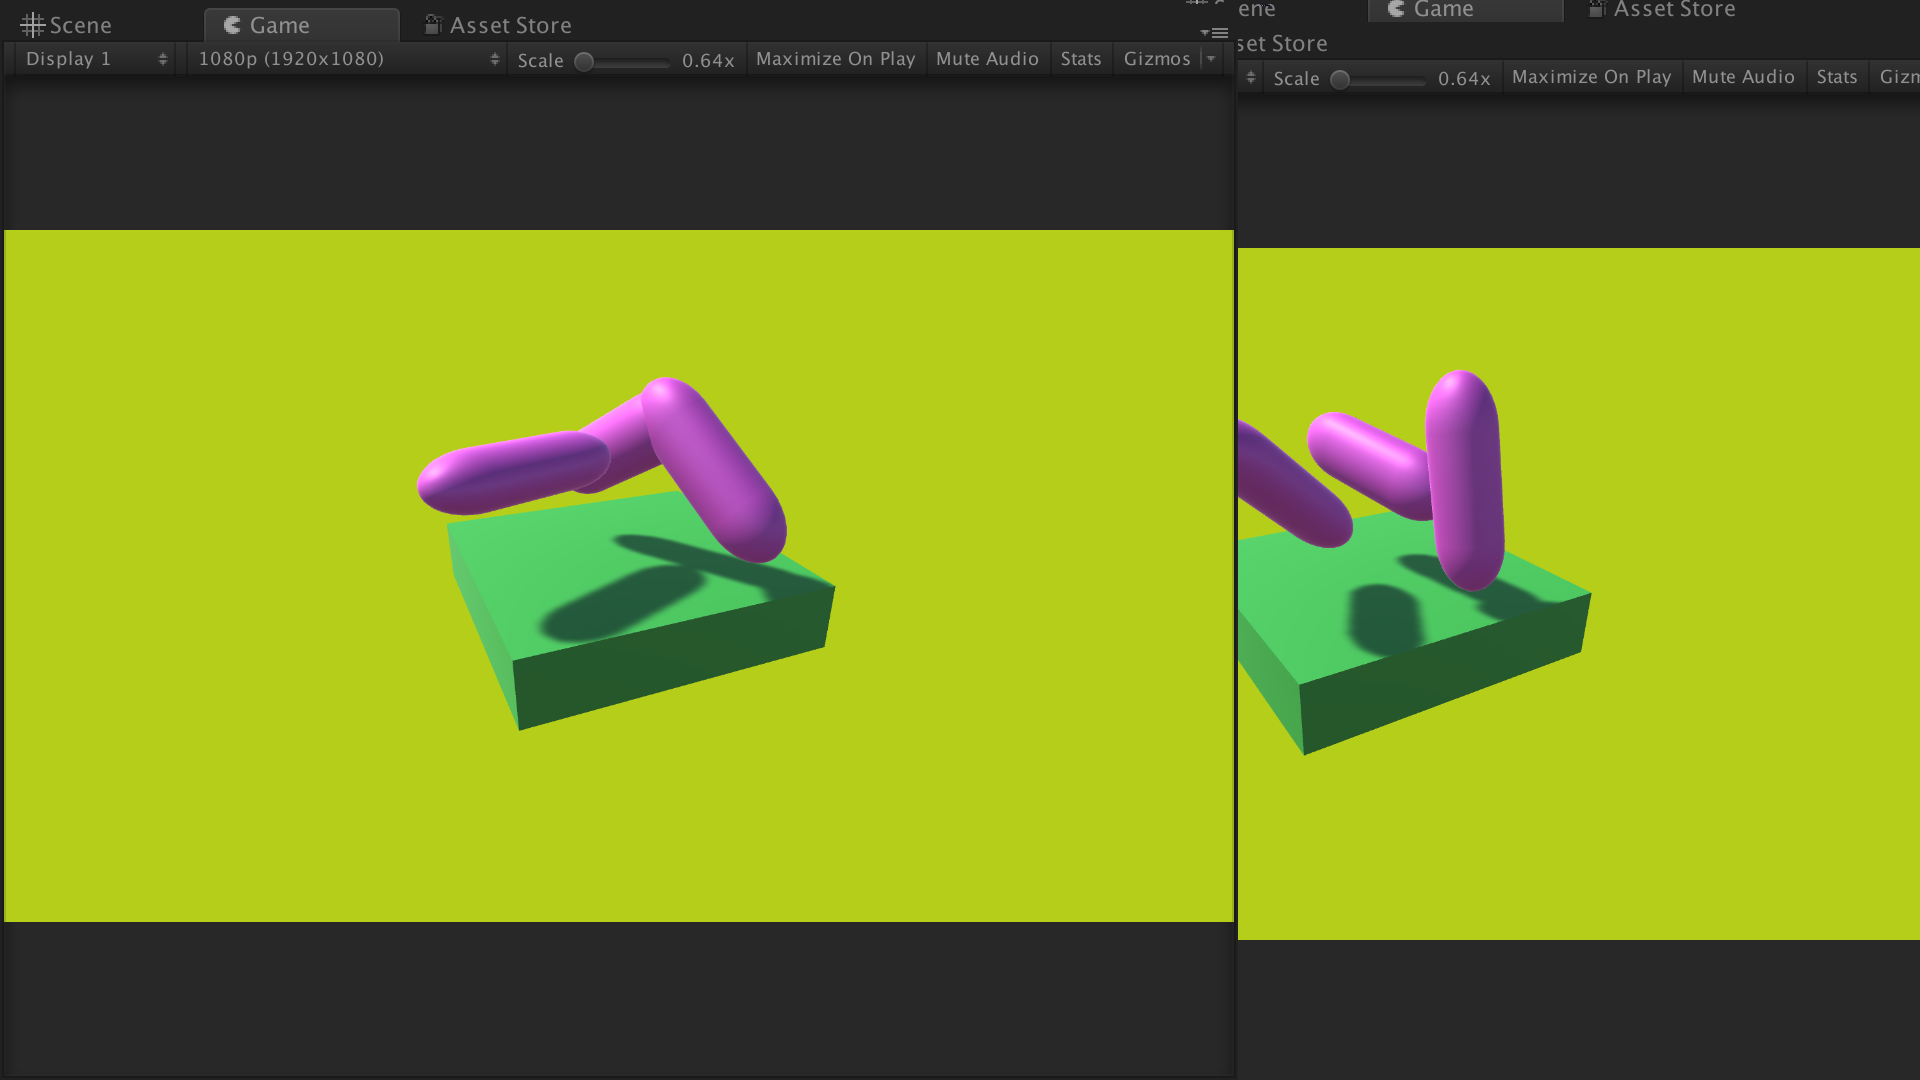 Scene Game Asset Store
Display 1 1080p (1920x1080) Scale 0.64x Maximize On Play Mute Audio Stats Gizmos
ene Game Asset Store
set Store
Scale 0.64x Maximize On Play Mute Audio Stats Gizm